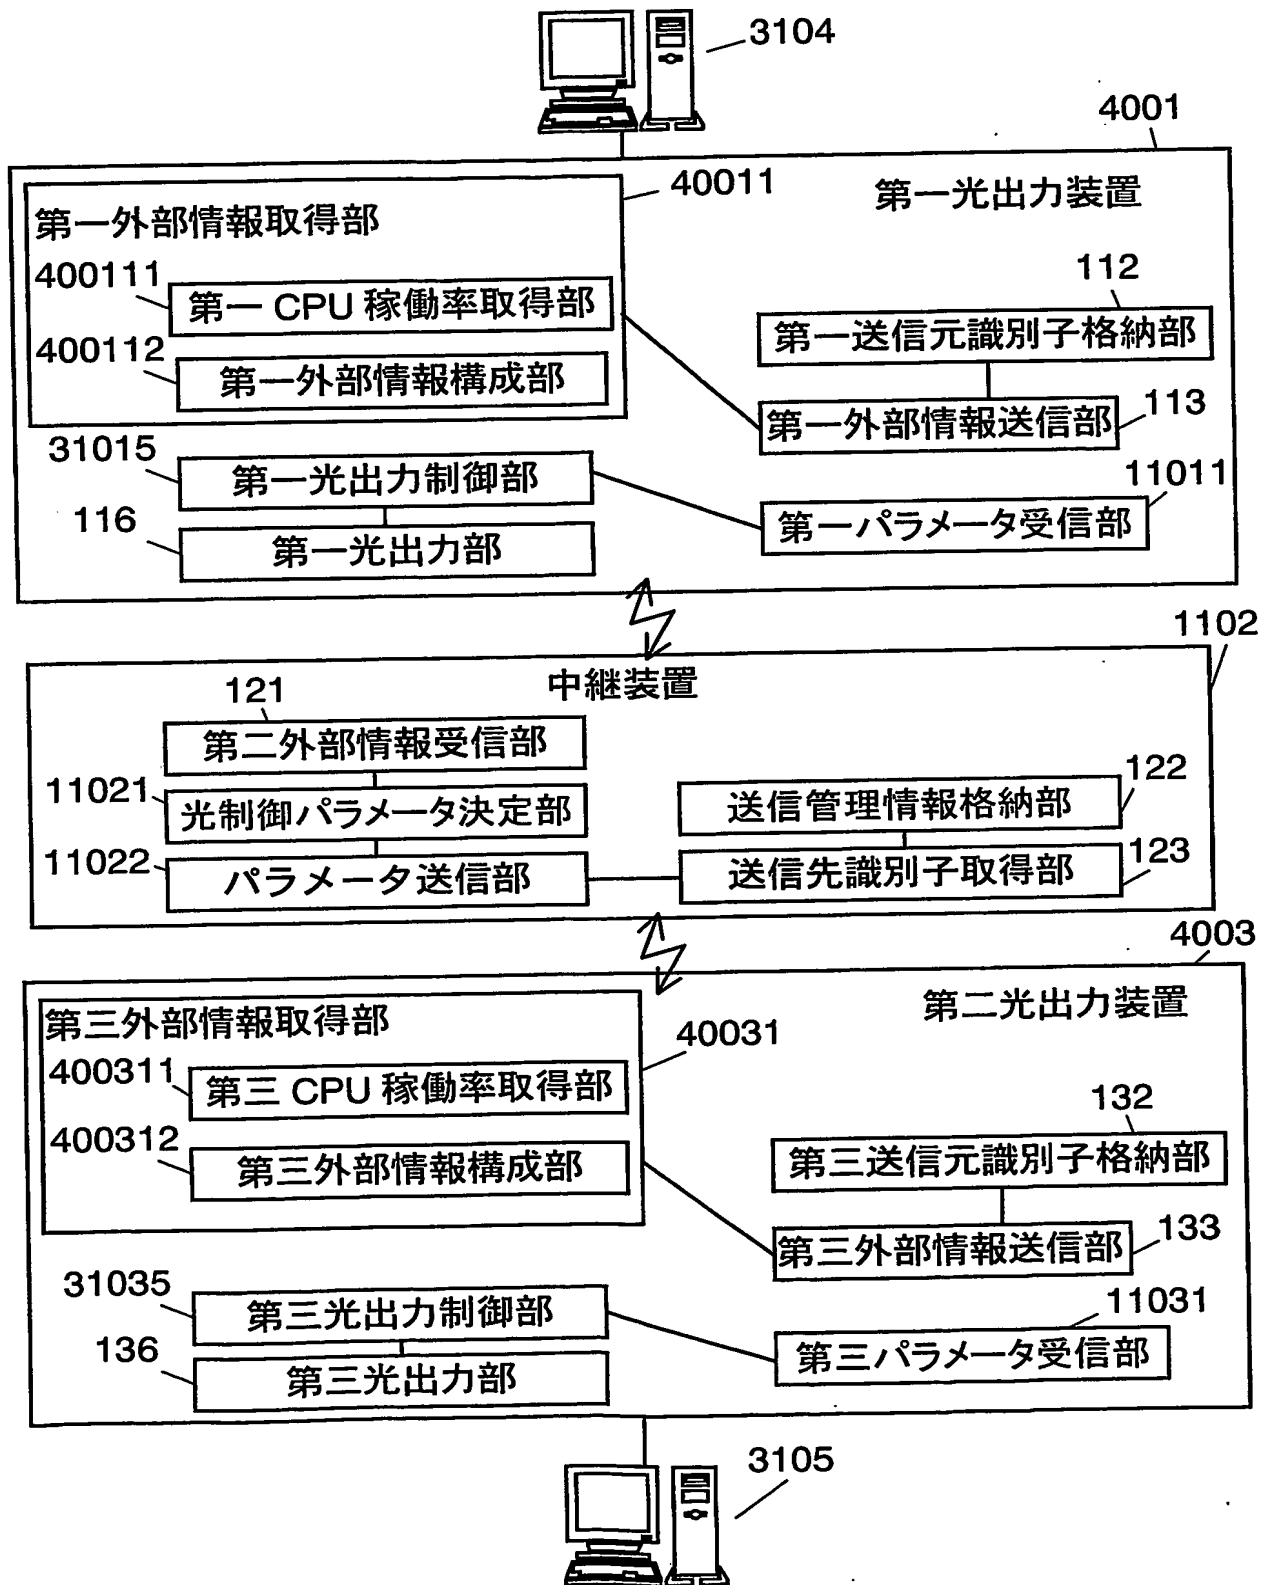 3104
4001
40011
第一光出力装置
第一外部情報取得部
400111
第一 CPU 稼働率取得部
112
第一送信元識別子格納部
400112
第一外部情報構成部
第一外部情報送信部
113
31015
第一光出力制御部
11011
第一パラメータ受信部
116
第一光出力部
1102
中継装置
121
第二外部情報受信部
11021
光制御パラメータ決定部
122
送信管理情報格納部
11022
パラメータ送信部
123
送信先識別子取得部
4003
第二光出力装置
第三外部情報取得部
40031
400311
第三 CPU 稼働率取得部
132
第三送信元識別子格納部
400312
第三外部情報構成部
第三外部情報送信部
133
31035
第三光出力制御部
11031
第三パラメータ受信部
136
第三光出力部
3105